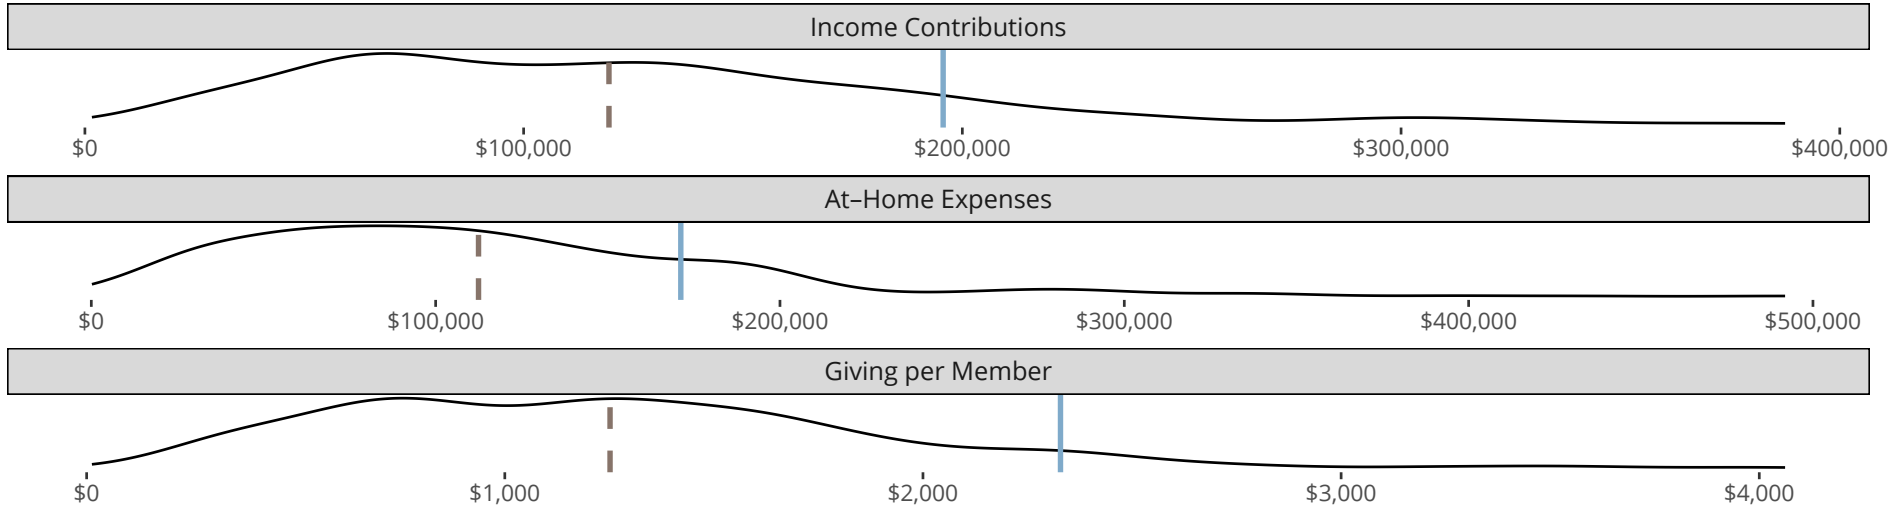 Income Contributions
$0 $100,000 $200,000 $300,000 $400,000
At–Home Expenses
$0 $100,000 $200,000 $300,000 $400,000 $500,000
Giving per Member
$0 $1,000 $2,000 $3,000 $4,000